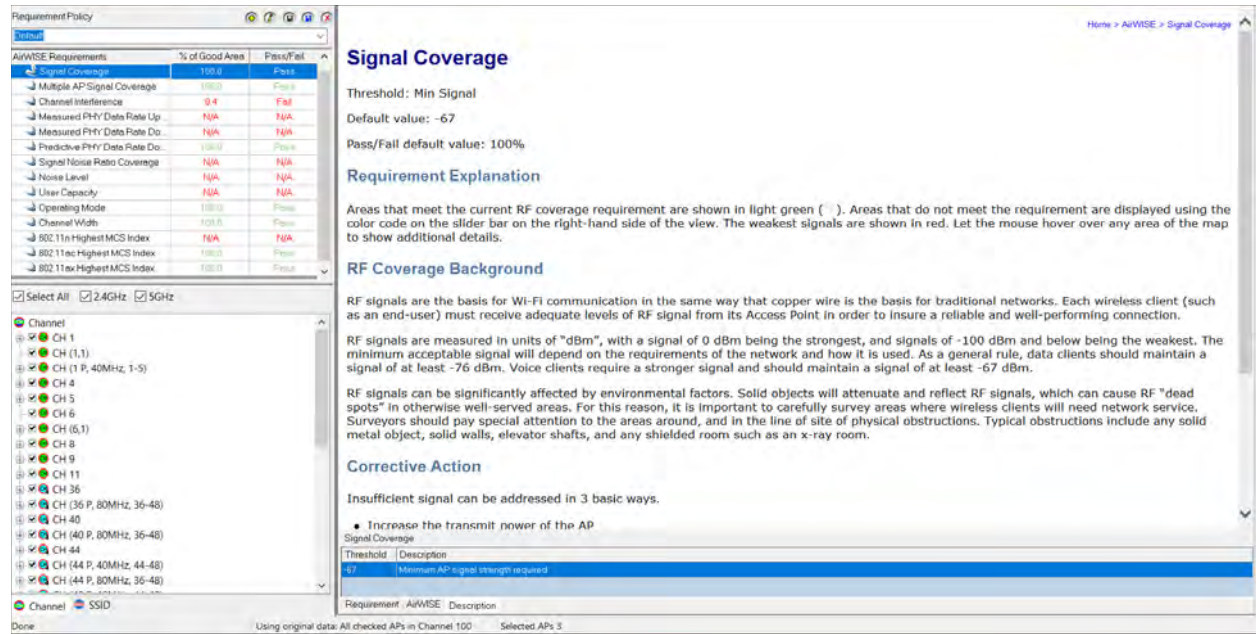 Requirement Policy
Default
AirWISE Requirements % of Good Area Pass/Fail
Signal Coverage 100.0 Pass
Multiple AP Signal Coverage 100.0 Pass
Channel Interference 0.4 Fail
Measured PHY Data Rate Up... N/A N/A
Measured PHY Data Rate Do... N/A N/A
Predictive PHY Data Rate Do... 100.0 Pass
Signal Noise Ratio Coverage N/A N/A
Noise Level N/A N/A
User Capacity N/A N/A
Operating Mode 100.0 Pass
Channel Width 100.0 Pass
802.11n Highest MCS Index N/A N/A
802.11ac Highest MCS Index 100.0 Pass
802.11ax Highest MCS Index 100.0 Pass
Select All 2.4GHz 5GHz
Channel
CH 1
CH (1,1)
CH (1 P, 40MHz, 1-5)
CH 4
CH 5
CH 6
CH (6,1)
CH 8
CH 9
CH 11
CH 36
CH (36 P, 80MHz, 36-48)
CH 40
CH (40 P, 80MHz, 36-48)
CH 44
CH (44 P, 40MHz, 44-48)
CH (44 P, 80MHz, 36-48)
Channel SSID
Home > AirWISE > Signal Coverage
Signal Coverage
Threshold: Min Signal
Default value: -67
Pass/Fail default value: 100%
Requirement Explanation
Areas that meet the current RF coverage requirement are shown in light green ( ). Areas that do not meet the requirement are displayed using the
color code on the slider bar on the right-hand side of the view. The weakest signals are shown in red. Let the mouse hover over any area of the map
to show additional details.
RF Coverage Background
RF signals are the basis for Wi-Fi communication in the same way that copper wire is the basis for traditional networks. Each wireless client (such
as an end-user) must receive adequate levels of RF signal from its Access Point in order to insure a reliable and well-performing connection.
RF signals are measured in units of "dBm", with a signal of 0 dBm being the strongest, and signals of -100 dBm and below being the weakest. The
minimum acceptable signal will depend on the requirements of the network and how it is used. As a general rule, data clients should maintain a
signal of at least -76 dBm. Voice clients require a stronger signal and should maintain a signal of at least -67 dBm.
RF signals can be significantly affected by environmental factors. Solid objects will attenuate and reflect RF signals, which can cause RF "dead
spots" in otherwise well-served areas. For this reason, it is important to carefully survey areas where wireless clients will need network service.
Surveyors should pay special attention to the areas around, and in the line of site of physical obstructions. Typical obstructions include any solid
metal object, solid walls, elevator shafts, and any shielded room such as an x-ray room.
Corrective Action
Insufficient signal can be addressed in 3 basic ways.
• Increase the transmit power of the AP
Signal Coverage
Threshold Description
-67 Minimum AP signal strength required
Requirement AirWISE Description
Done Using original data: All checked APs in Channel 100 Selected APs 3